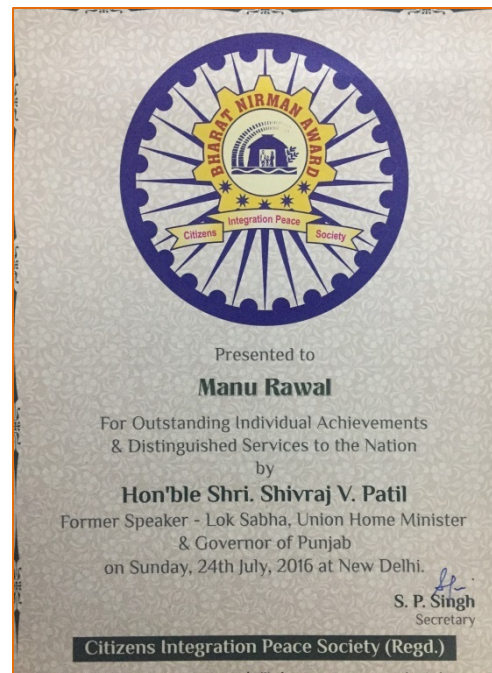 BHARAT NIRMAN AWARD
Citizens Integration Peace Society
Presented to
Manu Rawal
For Outstanding Individual Achievements
& Distinguished Services to the Nation
by
Hon'ble Shri. Shivraj V. Patil
Former Speaker - Lok Sabha, Union Home Minister
& Governor of Punjab
on Sunday, 24th July, 2016 at New Delhi.
S. P. Singh
Secretary
Citizens Integration Peace Society (Regd.)